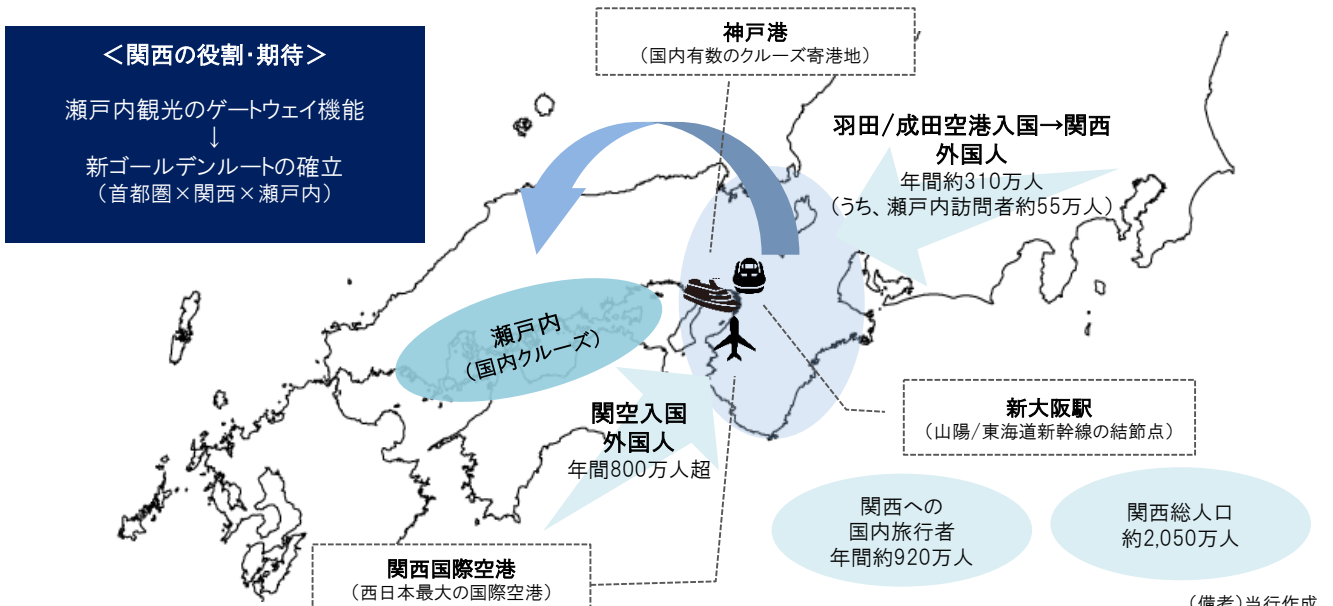 ＜関西の役割・期待＞
瀬戸内観光のゲートウェイ機能
↓
新ゴールデンルートの確立
（首都圏×関西×瀬戸内）
神戸港
（国内有数のクルーズ寄港地）
羽田/成田空港入国→関西
外国人
年間約310万人
（うち、瀬戸内訪問者約55万人）
瀬戸内
（国内クルーズ）
関空入国
外国人
年間800万人超
新大阪駅
（山陽/東海道新幹線の結節点）
関西への
国内旅行者
年間約920万人
関西総人口
約2,050万人
関西国際空港
（西日本最大の国際空港）
（備考）当行作成